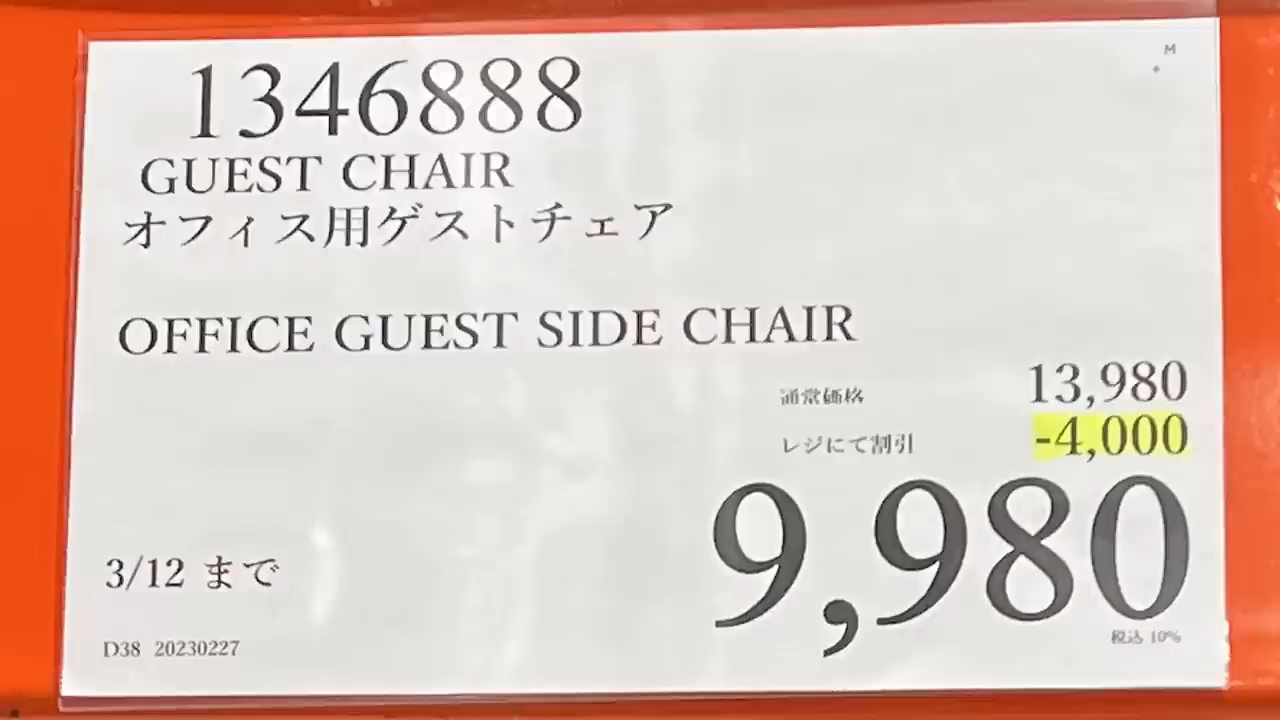 M
1346888
GUEST CHAIR
オフィス用ゲストチェア
OFFICE GUEST SIDE CHAIR
通常価格 13,980
レジにて割引 -4,000
9,980
税込 10%
3/12 まで
D38 20230227